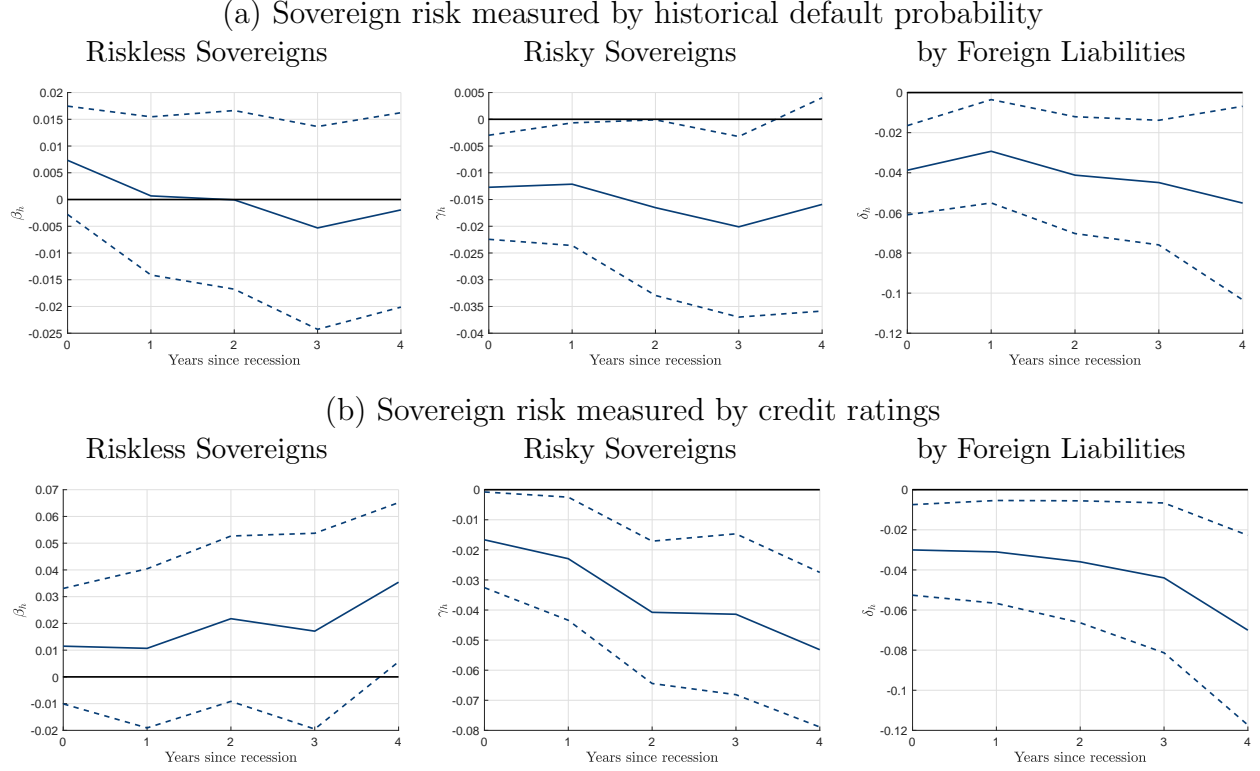 (a) Sovereign risk measured by historical default probability
Riskless Sovereigns
Risky Sovereigns
by Foreign Liabilities
0.02
0.015
0.01
0.005
0
-0.005
-0.01
-0.015
-0.02
-0.025
βh
0 1 2 3 4
Years since recession
0.005
0
-0.005
-0.01
-0.015
-0.02
-0.025
-0.03
-0.035
-0.04
γh
0 1 2 3 4
Years since recession
0
-0.02
-0.04
-0.06
-0.08
-0.1
-0.12
δh
0 1 2 3 4
Years since recession
(b) Sovereign risk measured by credit ratings
Riskless Sovereigns
Risky Sovereigns
by Foreign Liabilities
0.07
0.06
0.05
0.04
0.03
0.02
0.01
0
-0.01
-0.02
βh
0 1 2 3 4
Years since recession
0
-0.01
-0.02
-0.03
-0.04
-0.05
-0.06
-0.07
-0.08
γh
0 1 2 3 4
Years since recession
0
-0.02
-0.04
-0.06
-0.08
-0.1
-0.12
δh
0 1 2 3 4
Years since recession